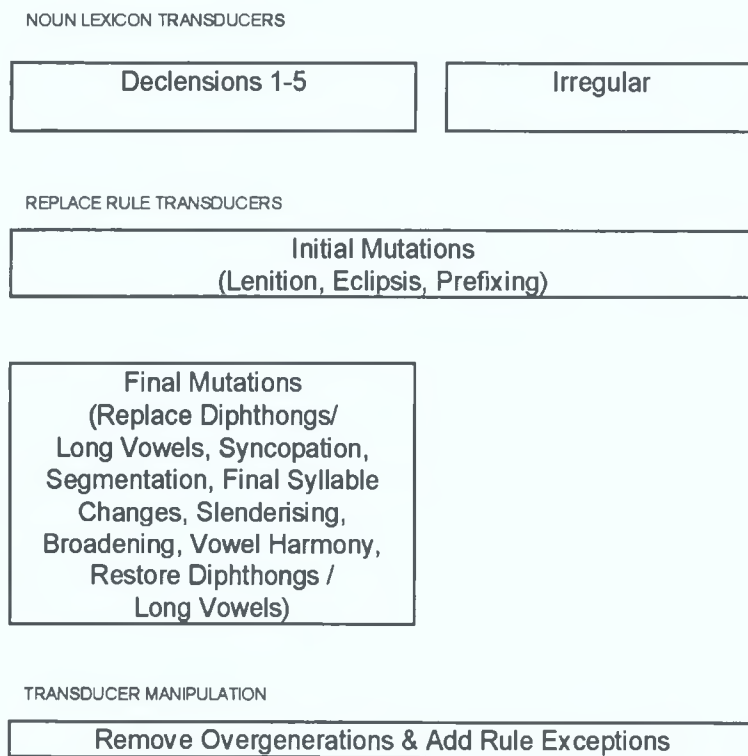 NOUN LEXICON TRANSDUCERS
Declensions 1-5
Irregular
REPLACE RULE TRANSDUCERS
Initial Mutations
(Lenition, Eclipsis, Prefixing)
Final Mutations
(Replace Diphthongs/
Long Vowels, Syncopation,
Segmentation, Final Syllable
Changes, Slenderising,
Broadening, Vowel Harmony,
Restore Diphthongs /
Long Vowels)
TRANSDUCER MANIPULATION
Remove Overgenerations & Add Rule Exceptions